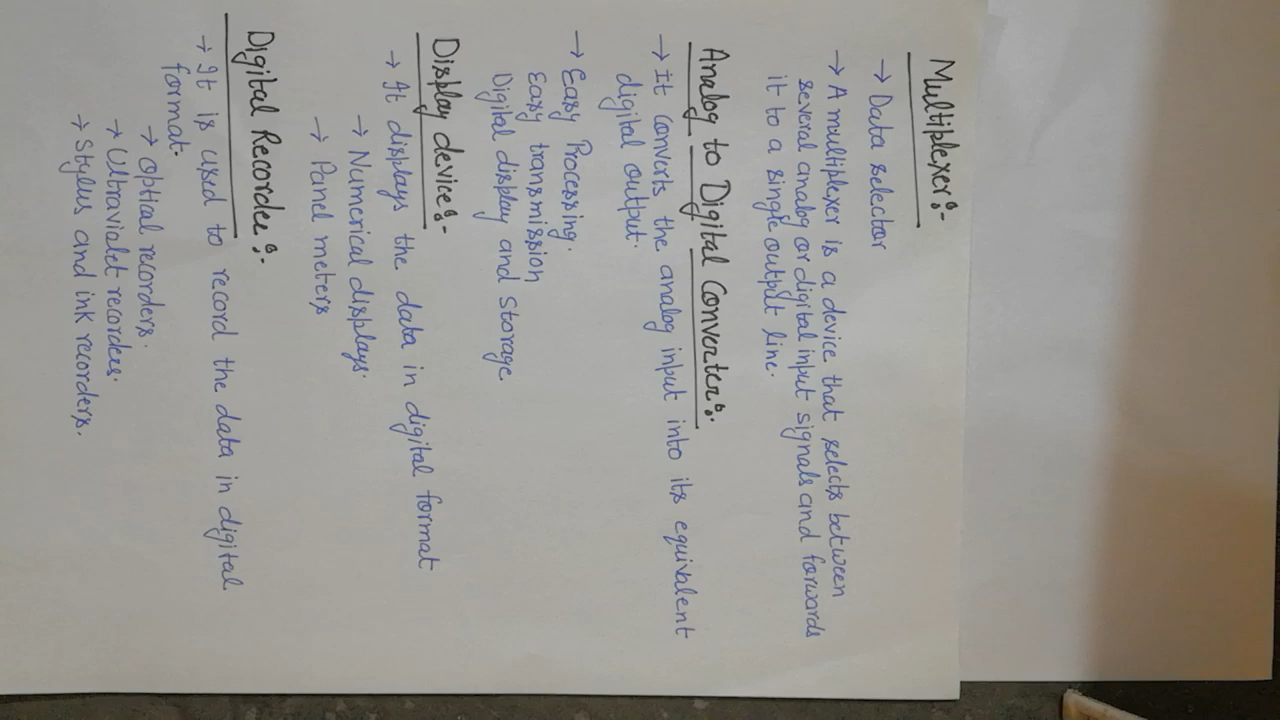 Multiplexer:-
→ Data selector
→ A multiplexer is a device that selects between
several analog or digital input signals and forwards
it to a single output line.
Analog to Digital Converter:-
→ It converts the analog input into its equivalent
digital output.
→ Easy Processing.
Easy transmission
Digital display and storage
Display device:-
→ It displays the data in digital format
→ Numerical displays.
→ Panel meters
Digital Recorder:-
→ It is used to record the data in digital
format.
→ optial recorders.
→ Ultraviolet recorders.
→ Stylus and ink recorders.